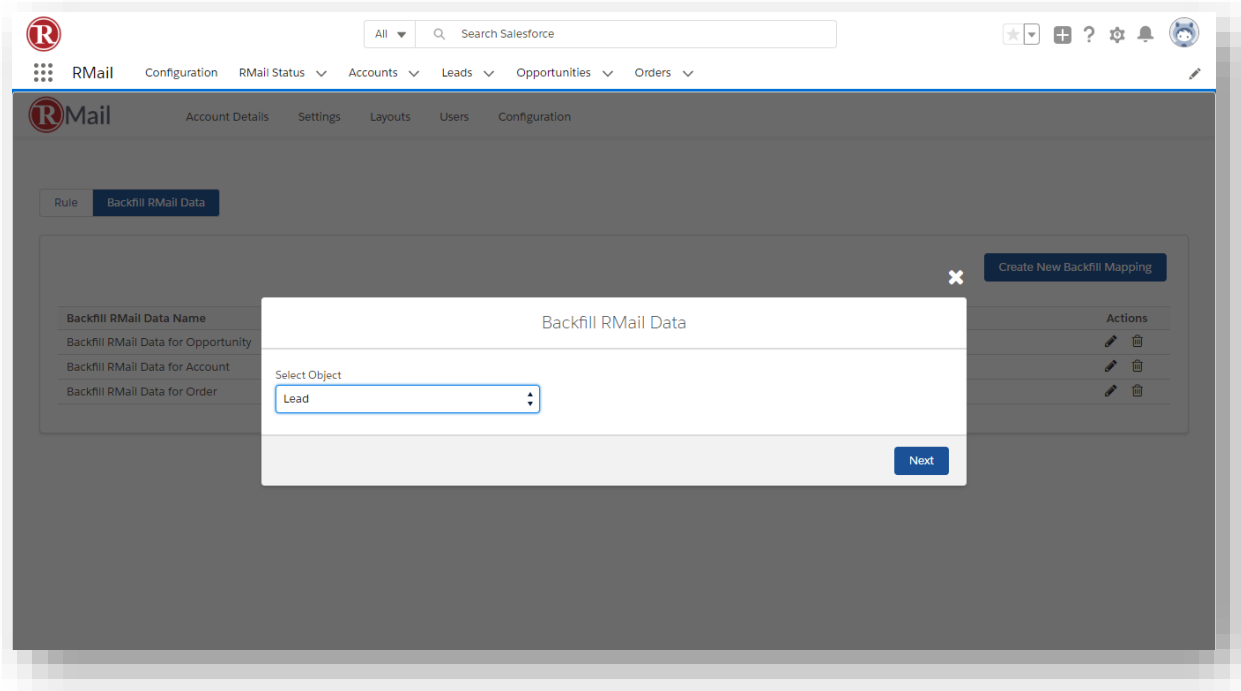 R
All Search Salesforce
?
RMail Configuration RMail Status Accounts Leads Opportunities Orders
RMail Account Details Settings Layouts Users Configuration
Rule Backfill RMail Data
Create New Backfill Mapping
Backfill RMail Data Name Actions
Backfill RMail Data for Opportunity
Backfill RMail Data for Account
Backfill RMail Data for Order
Backfill RMail Data
Select Object
Lead
Next